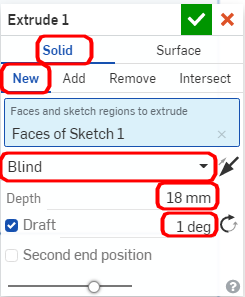 Extrude 1
Solid Surface
New Add Remove Intersect
Faces and sketch regions to extrude
Faces of Sketch 1
Blind
Depth 18 mm
Draft 1 deg
Second end position